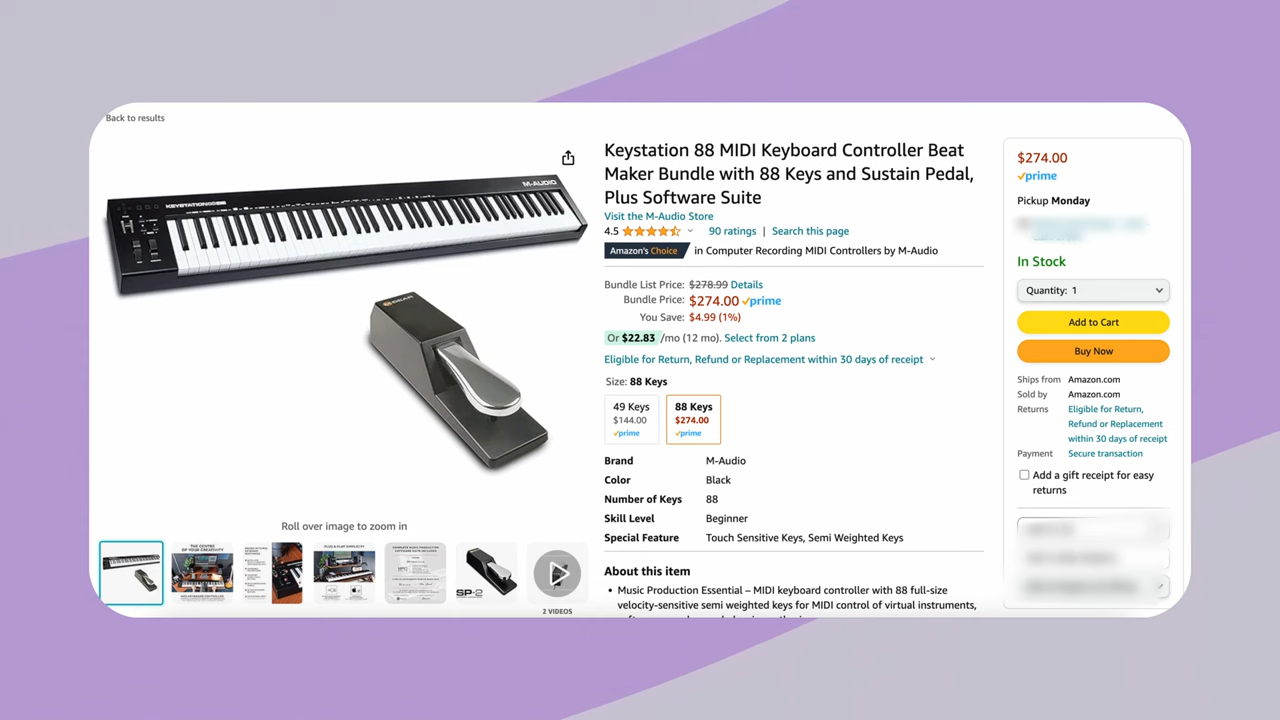 Back to results
M-AUDIO
KEYSTATION
Roll over image to zoom in
SP-2
2 VIDEOS
Keystation 88 MIDI Keyboard Controller Beat
Maker Bundle with 88 Keys and Sustain Pedal,
Plus Software Suite
Visit the M-Audio Store
4.5
90 ratings | Search this page
Amazon's Choice in Computer Recording MIDI Controllers by M-Audio
Bundle List Price: $278.99 Details
Bundle Price: $274.00 prime
You Save: $4.99 (1%)
Or $22.83 /mo (12 mo). Select from 2 plans
Eligible for Return, Refund or Replacement within 30 days of receipt
Size: 88 Keys
49 Keys
$144.00
prime
88 Keys
$274.00
prime
Brand M-Audio
Color Black
Number of Keys 88
Skill Level Beginner
Special Feature Touch Sensitive Keys, Semi Weighted Keys
About this item
• Music Production Essential – MIDI keyboard controller with 88 full-size
velocity-sensitive semi weighted keys for MIDI control of virtual instruments,
$274.00
prime
Pickup Monday
In Stock
Quantity: 1
Add to Cart
Buy Now
Ships from Amazon.com
Sold by Amazon.com
Returns Eligible for Return,
Refund or Replacement
within 30 days of receipt
Payment Secure transaction
Add a gift receipt for easy
returns